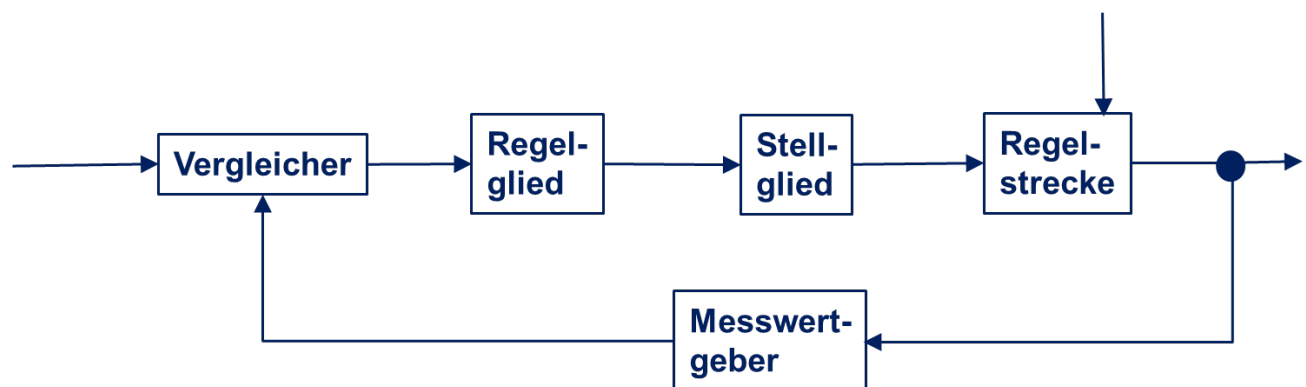 Vergleicher
Regel-
glied
Stell-
glied
Regel-
strecke
Messwert-
geber